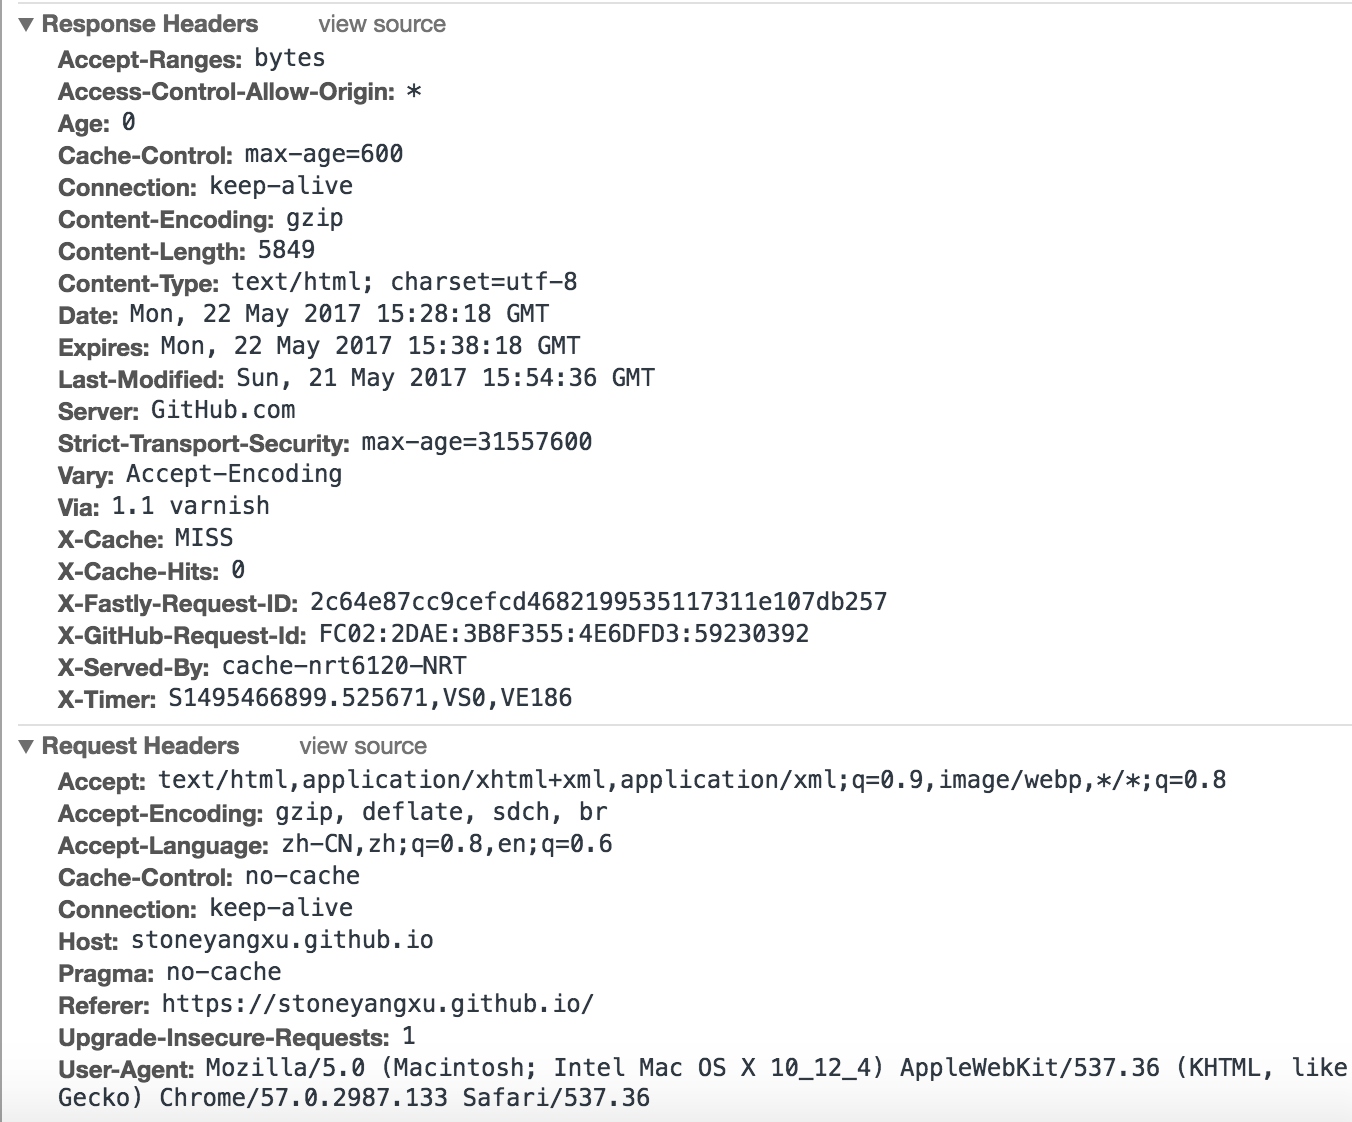 ▼ Response Headers view source
Accept-Ranges: bytes
Access-Control-Allow-Origin: *
Age: 0
Cache-Control: max-age=600
Connection: keep-alive
Content-Encoding: gzip
Content-Length: 5849
Content-Type: text/html; charset=utf-8
Date: Mon, 22 May 2017 15:28:18 GMT
Expires: Mon, 22 May 2017 15:38:18 GMT
Last-Modified: Sun, 21 May 2017 15:54:36 GMT
Server: GitHub.com
Strict-Transport-Security: max-age=31557600
Vary: Accept-Encoding
Via: 1.1 varnish
X-Cache: MISS
X-Cache-Hits: 0
X-Fastly-Request-ID: 2c64e87cc9cefcd4682199535117311e107db257
X-GitHub-Request-Id: FC02:2DAE:3B8F355:4E6DFD3:59230392
X-Served-By: cache-nrt6120-NRT
X-Timer: S1495466899.525671,VS0,VE186
▼ Request Headers view source
Accept: text/html,application/xhtml+xml,application/xml;q=0.9,image/webp,*/*;q=0.8
Accept-Encoding: gzip, deflate, sdch, br
Accept-Language: zh-CN,zh;q=0.8,en;q=0.6
Cache-Control: no-cache
Connection: keep-alive
Host: stoneyangxu.github.io
Pragma: no-cache
Referer: https://stoneyangxu.github.io/
Upgrade-Insecure-Requests: 1
User-Agent: Mozilla/5.0 (Macintosh; Intel Mac OS X 10_12_4) AppleWebKit/537.36 (KHTML, like
Gecko) Chrome/57.0.2987.133 Safari/537.36